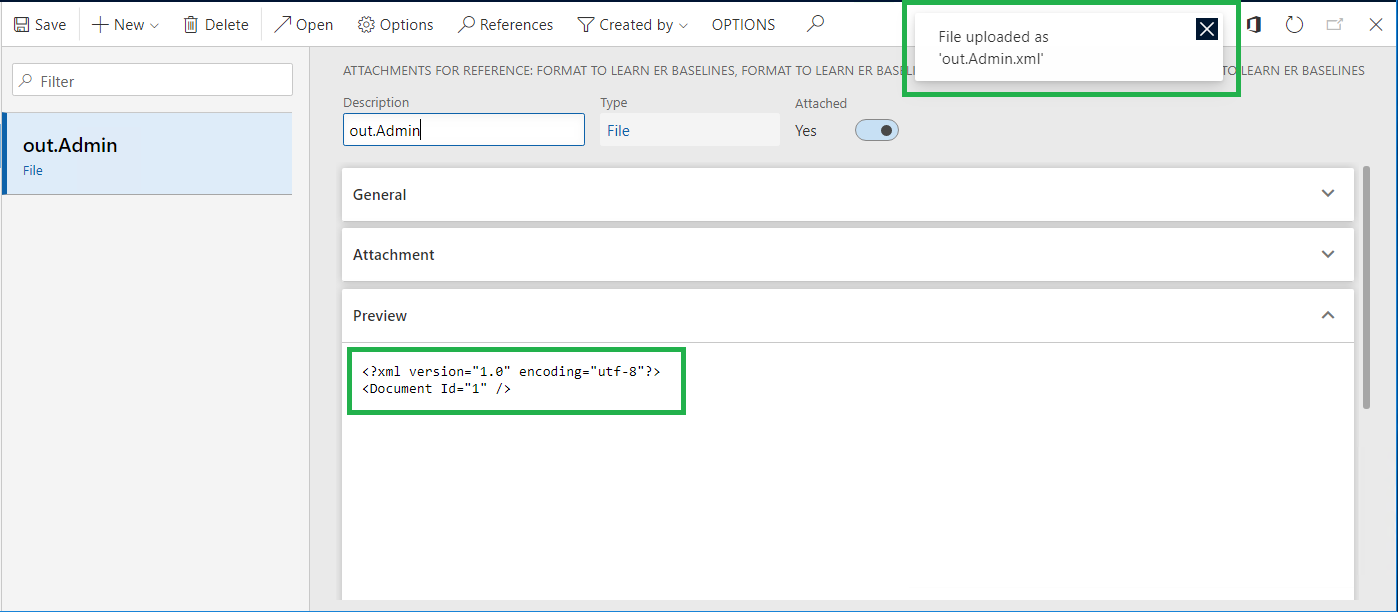 Save New Delete Open Options References Created by OPTIONS
File uploaded as
'out.Admin.xml'
Filter
out.Admin
File
ATTACHMENTS FOR REFERENCE: FORMAT TO LEARN ER BASELINES, FORMAT TO LEARN ER BASELI TO LEARN ER BASELINES
Description Type Attached
out.Admin File Yes
General
Attachment
Preview
<?xml version="1.0" encoding="utf-8"?>
<Document Id="1" />